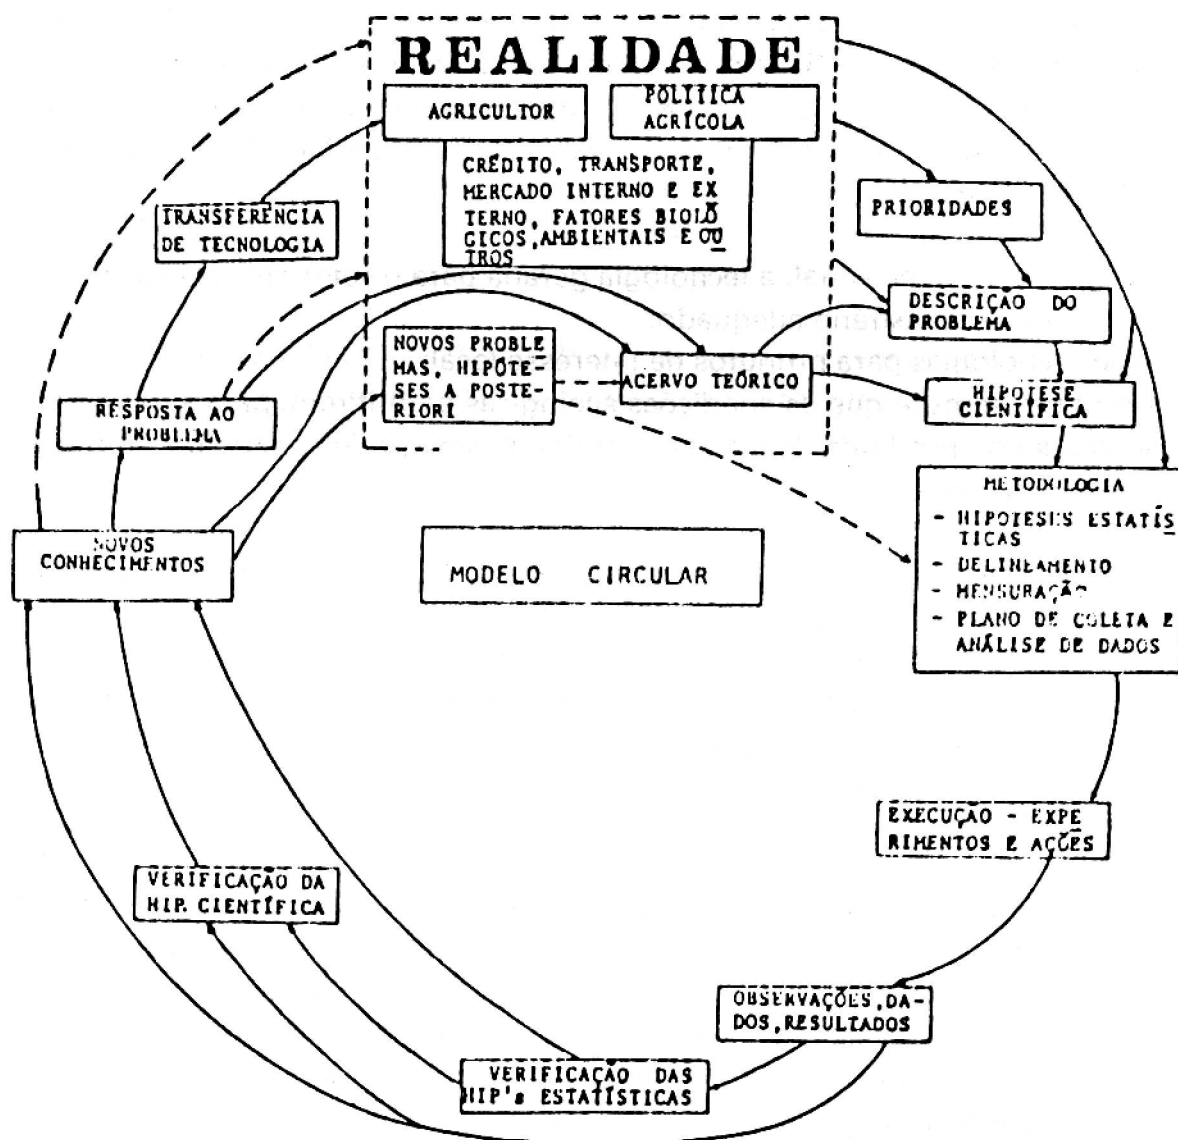 REALIDADE
AGRICULTOR
POLÍTICA
AGRÍCOLA
CRÉDITO, TRANSPORTE,
MERCADO INTERNO E EX
TERNO, FATORES BIOLÓ
GICOS, AMBIENTAIS E OU
TROS
TRANSFERÊNCIA
DE TECNOLOGIA
PRIORIDADES
DESCRIÇÃO DO
PROBLEMA
NOVOS PROBLE
MAS, HIPÓTE-
SES A POSTE-
RIORI
ACERVO TEÓRICO
HIPÓTESE
CIENTÍFICA
RESPOSTA AO
PROBLEMA
METODOLOGIA
- HIPOTESES ESTATÍS
TICAS
- DELINEAMENTO
- MENSURAÇÃO
- PLANO DE COLETA E
ANÁLISE DE DADOS
NOVOS
CONHECIMENTOS
MODELO CIRCULAR
EXECUÇÃO - EXPE
RIMENTOS E AÇÕES
VERIFICAÇÃO DA
HIP. CIENTÍFICA
OBSERVAÇÕES, DA-
DOS, RESULTADOS
VERIFICAÇÃO DAS
HIP's ESTATÍSTICAS